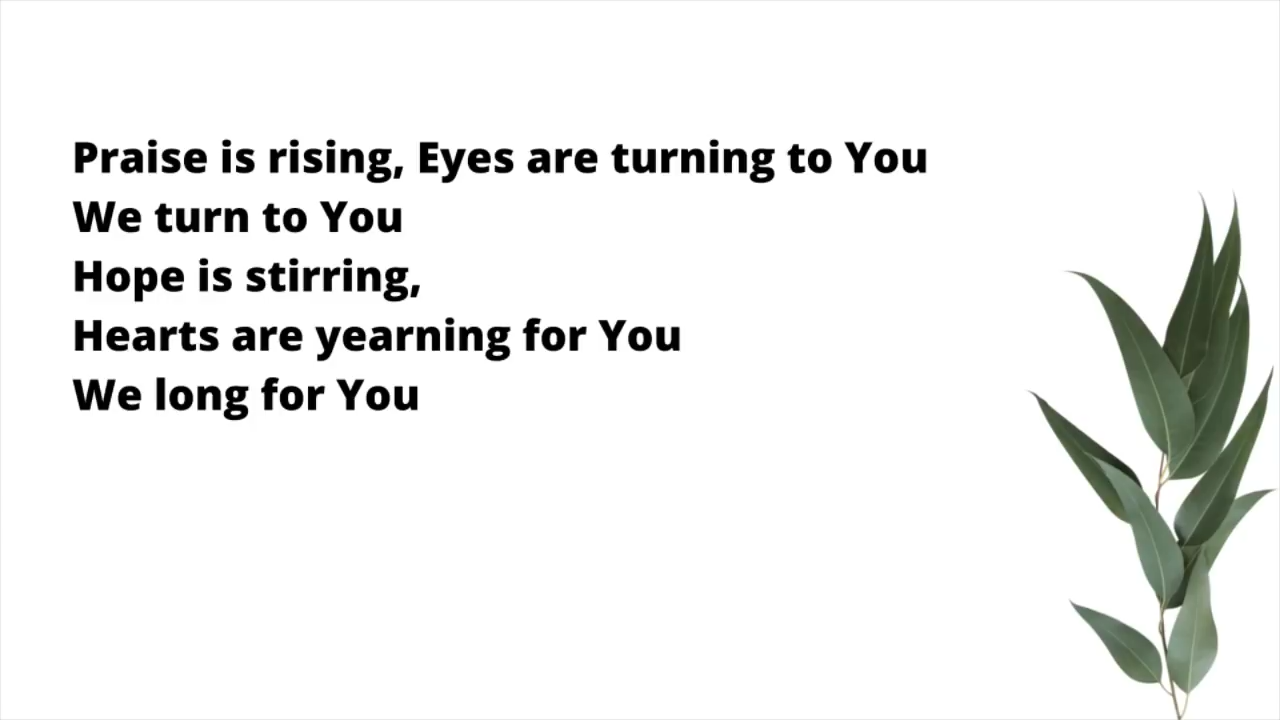 Praise is rising, Eyes are turning to You
We turn to You
Hope is stirring,
Hearts are yearning for You
We long for You